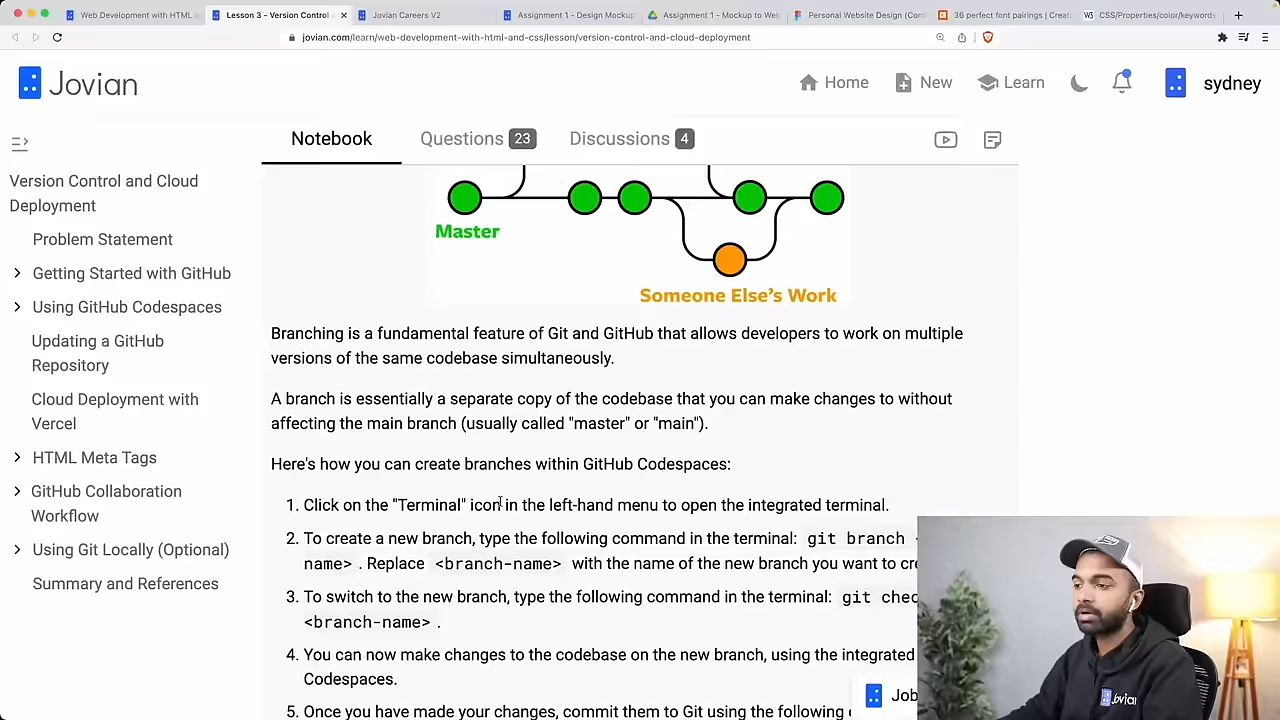 Web Development with HTML
Lesson 3 - Version Control
Jovian Careers V2
Assignment 1 - Design Mockup
Assignment 1 - Mockup to Web
Personal Website Design (Com
36 perfect font pairings | Creati
CSS/Properties/color/keywords
jovian.com/learn/web-development-with-html-and-css/lesson/version-control-and-cloud-deployment
Jovian
Home
New
Learn
sydney
Notebook
Questions 23
Discussions 4
Version Control and Cloud
Deployment
Problem Statement
Getting Started with GitHub
Using GitHub Codespaces
Updating a GitHub
Repository
Cloud Deployment with
Vercel
HTML Meta Tags
GitHub Collaboration
Workflow
Using Git Locally (Optional)
Summary and References
Master
Someone Else's Work
Branching is a fundamental feature of Git and GitHub that allows developers to work on multiple
versions of the same codebase simultaneously.
A branch is essentially a separate copy of the codebase that you can make changes to without
affecting the main branch (usually called "master" or "main").
Here's how you can create branches within GitHub Codespaces:
1. Click on the "Terminal" icon in the left-hand menu to open the integrated terminal.
2. To create a new branch, type the following command in the terminal: git branch
name> . Replace <branch-name> with the name of the new branch you want to cre
3. To switch to the new branch, type the following command in the terminal: git chec
<branch-name> .
4. You can now make changes to the codebase on the new branch, using the integrated
Codespaces.
5. Once you have made your changes, commit them to Git using the following
Job
Jovian